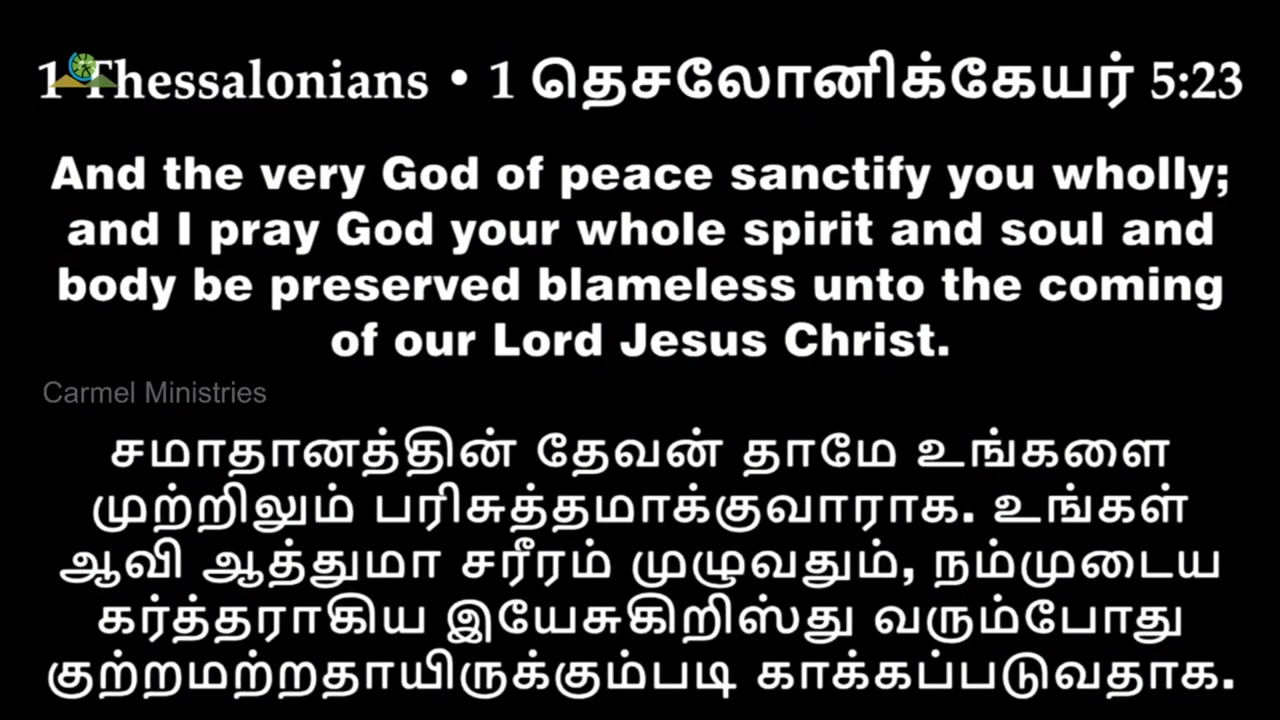 1 Thessalonians • 1 தெசலோனிக்கேயர் 5:23
And the very God of peace sanctify you wholly;
and I pray God your whole spirit and soul and
body be preserved blameless unto the coming
of our Lord Jesus Christ.
Carmel Ministries
சமாதானத்தின் தேவன் தாமே உங்களை
முற்றிலும் பரிசுத்தமாக்குவாராக. உங்கள்
ஆவி ஆத்துமா சரீரம் முழுவதும், நம்முடைய
கர்த்தராகிய இயேசுகிறிஸ்து வரும்போது
குற்றமற்றதாயிருக்கும்படி காக்கப்படுவதாக.